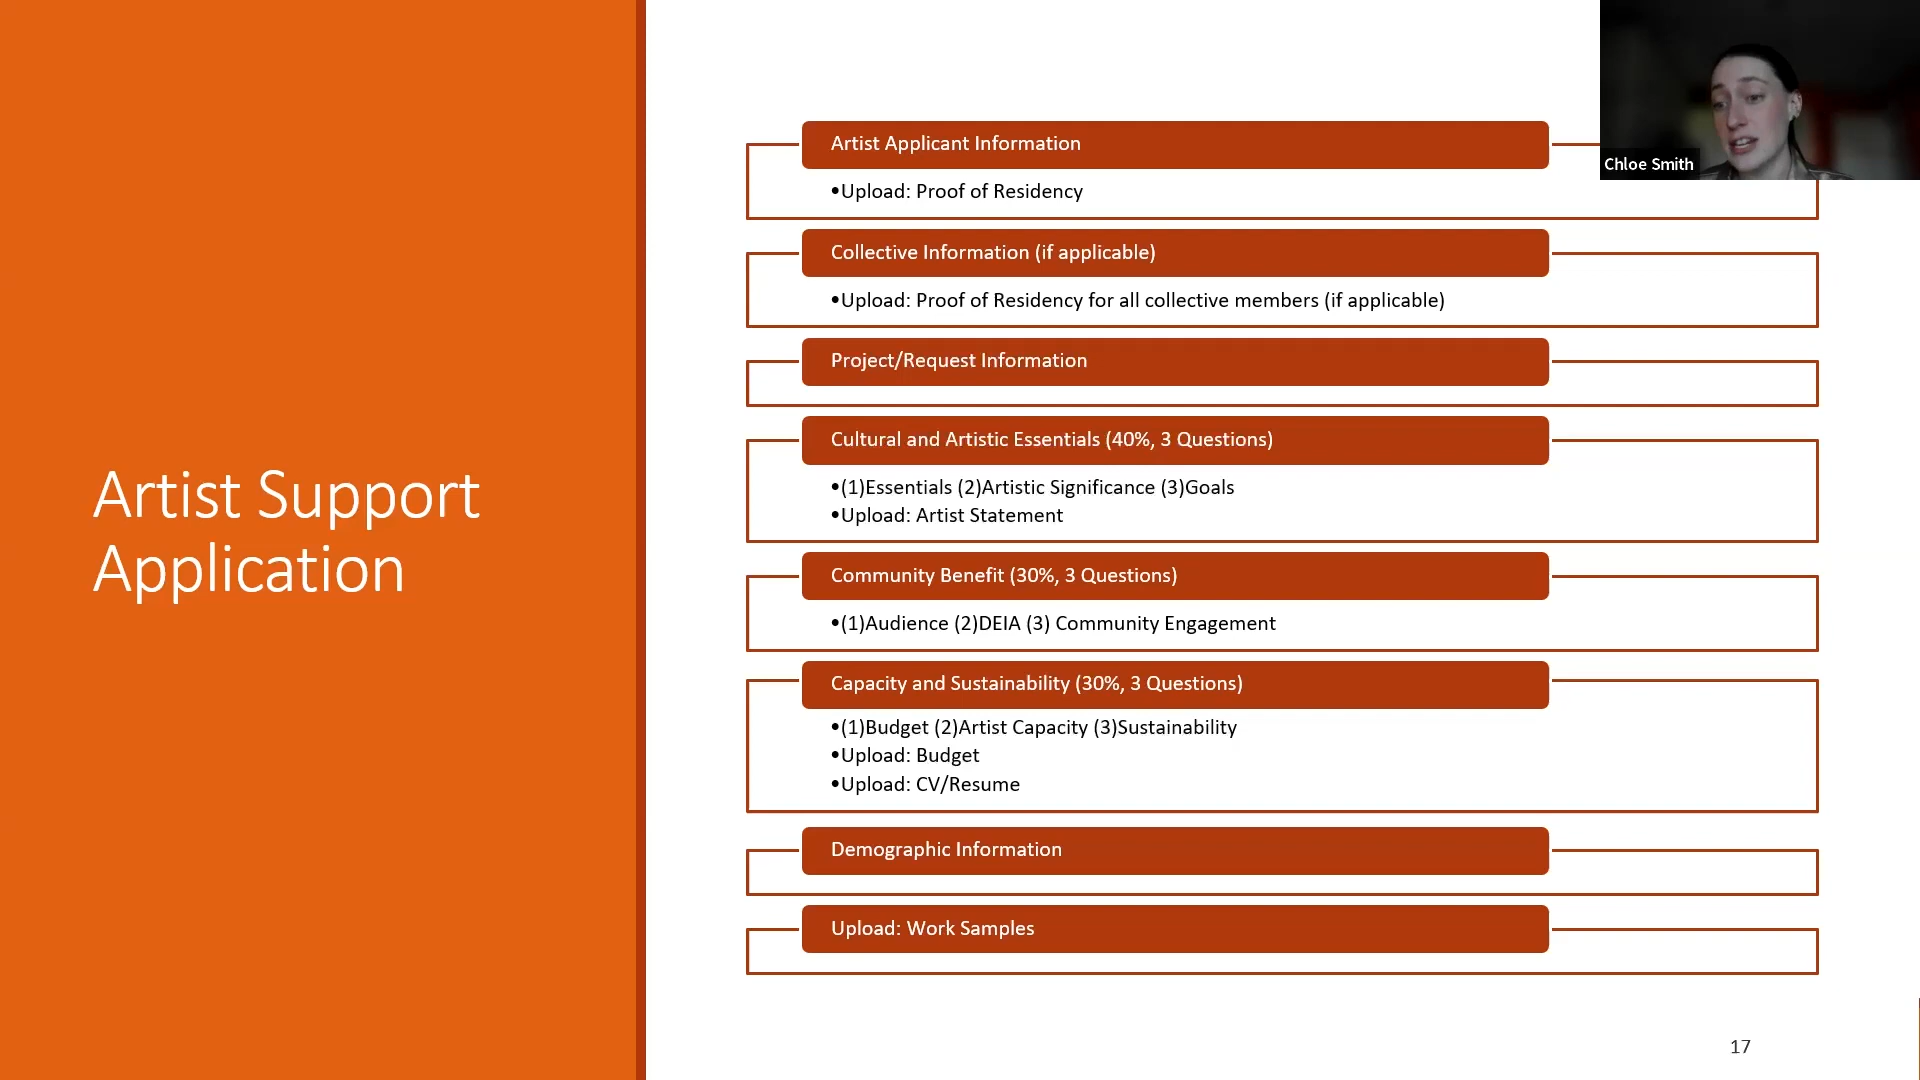 Artist Support
Application
Chloe Smith
Artist Applicant Information
•Upload: Proof of Residency
Collective Information (if applicable)
•Upload: Proof of Residency for all collective members (if applicable)
Project/Request Information
Cultural and Artistic Essentials (40%, 3 Questions)
•(1)Essentials (2)Artistic Significance (3)Goals
•Upload: Artist Statement
Community Benefit (30%, 3 Questions)
•(1)Audience (2)DEIA (3) Community Engagement
Capacity and Sustainability (30%, 3 Questions)
•(1)Budget (2)Artist Capacity (3)Sustainability
•Upload: Budget
•Upload: CV/Resume
Demographic Information
Upload: Work Samples
17